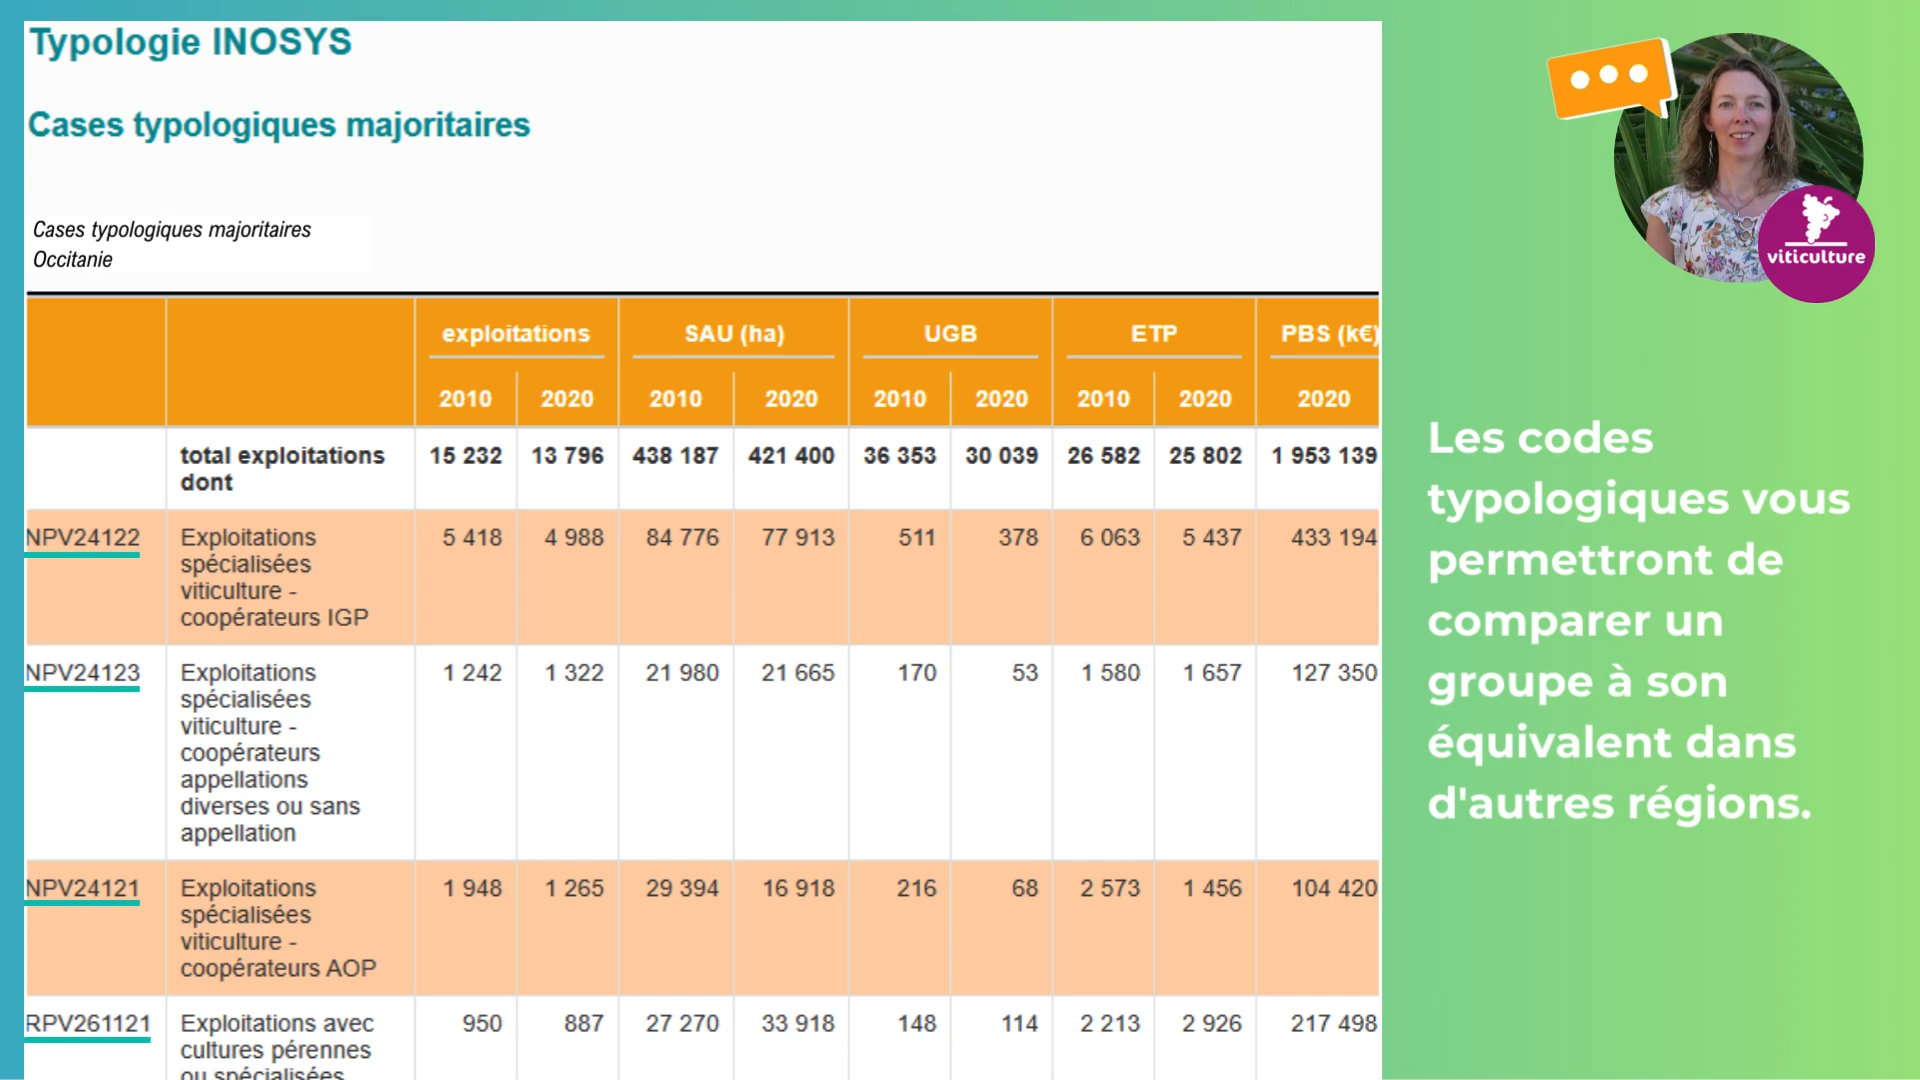 Typologie INOSYS
Cases typologiques majoritaires
Cases typologiques majoritaires
Occitanie
exploitations SAU (ha) UGB ETP PBS (k€)
2010 2020 2010 2020 2010 2020 2010 2020 2020
total exploitations 15 232 13 796 438 187 421 400 36 353 30 039 26 582 25 802 1 953 139
dont
NPV24122 Exploitations 5 418 4 988 84 776 77 913 511 378 6 063 5 437 433 194
spécialisées
viticulture -
coopérateurs IGP
NPV24123 Exploitations 1 242 1 322 21 980 21 665 170 53 1 580 1 657 127 350
spécialisées
viticulture -
coopérateurs
appellations
diverses ou sans
appellation
NPV24121 Exploitations 1 948 1 265 29 394 16 918 216 68 2 573 1 456 104 420
spécialisées
viticulture -
coopérateurs AOP
RPV261121 Exploitations avec 950 887 27 270 33 918 148 114 2 213 2 926 217 498
cultures pérennes
ou spécialisées
viticulture
Les codes
typologiques vous
permettront de
comparer un
groupe à son
équivalent dans
d'autres régions.